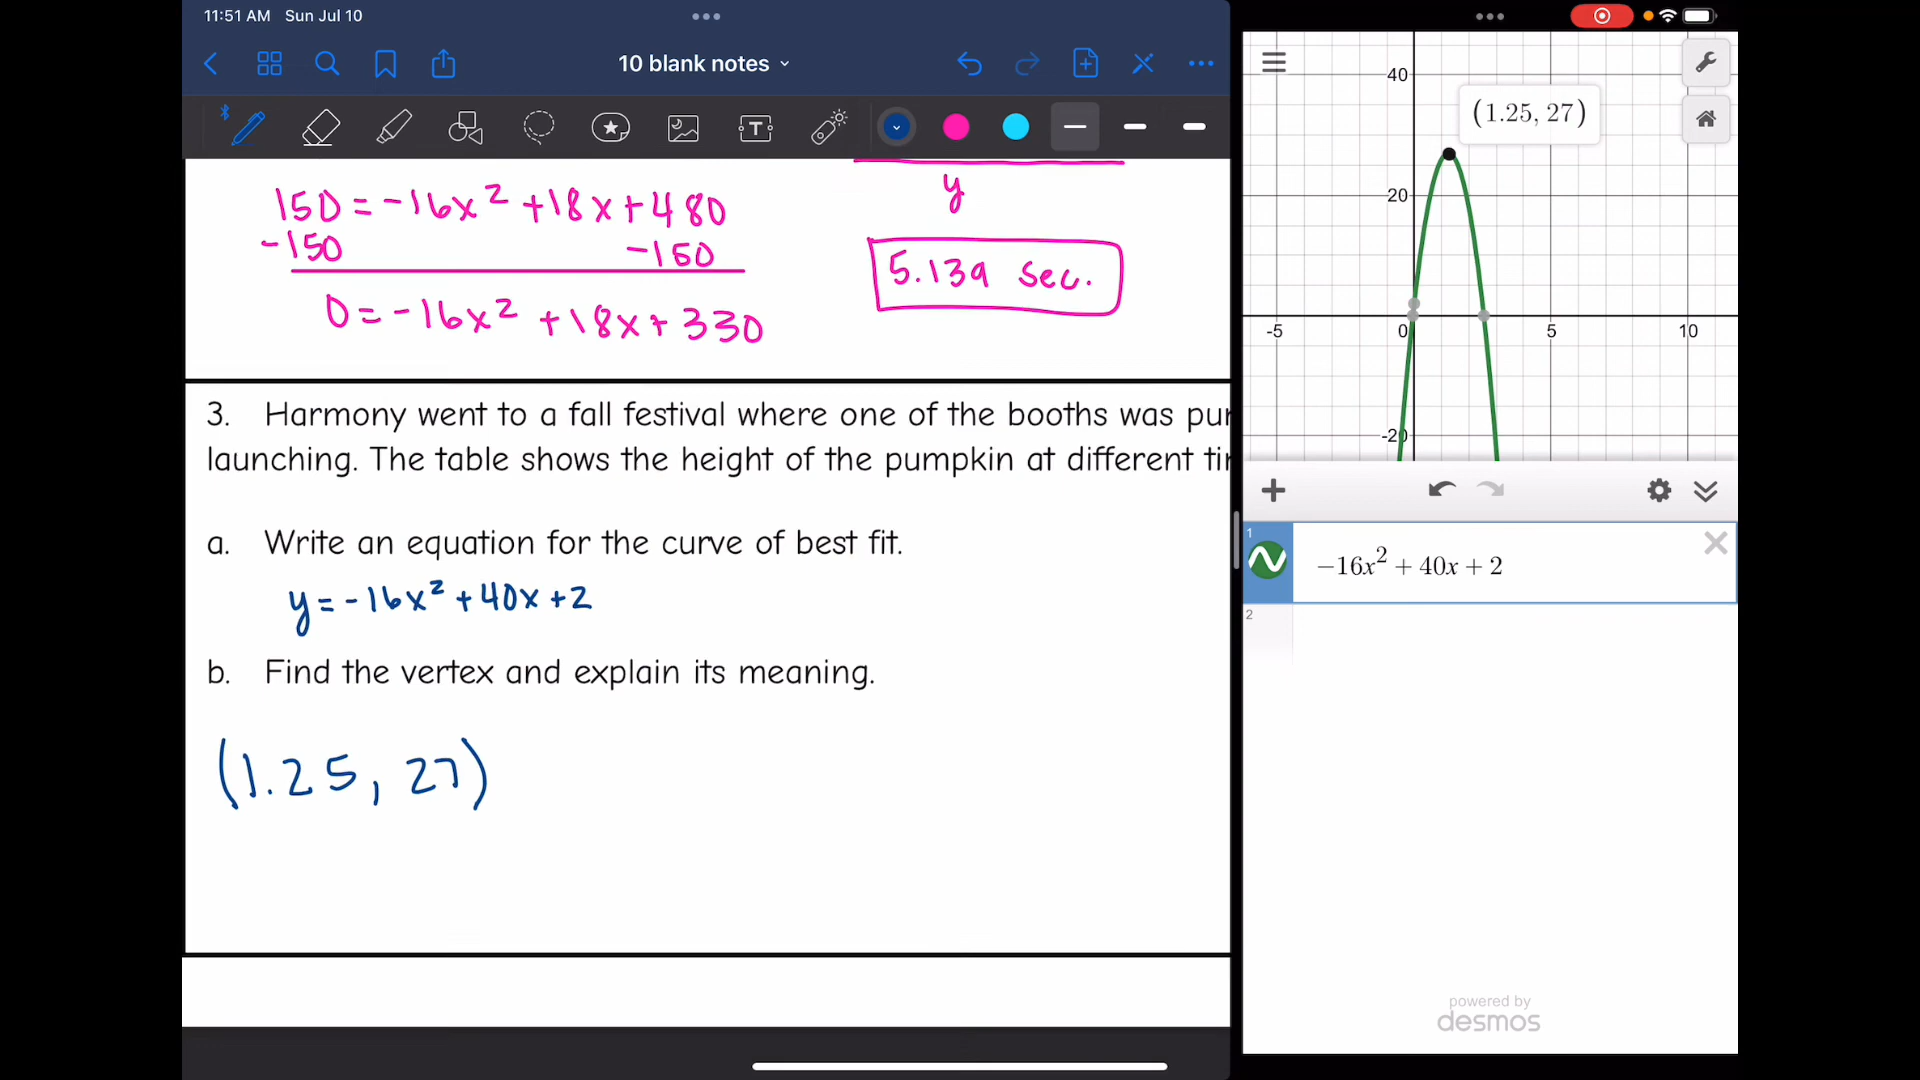 11:51 AM Sun Jul 10
10 blank notes
T
150 = -16x² + 18x + 480
-150 -150
0 = -16x² + 18x + 330
y
5.139 sec.
3. Harmony went to a fall festival where one of the booths was
launching. The table shows the height of the pumpkin at different
a. Write an equation for the curve of best fit.
y = -16x² + 40x + 2
b. Find the vertex and explain its meaning.
(1.25, 27)
40
(1.25, 27)
20
-5 0 5 10
-20
1
−16x² + 40x + 2
2
powered by
desmos